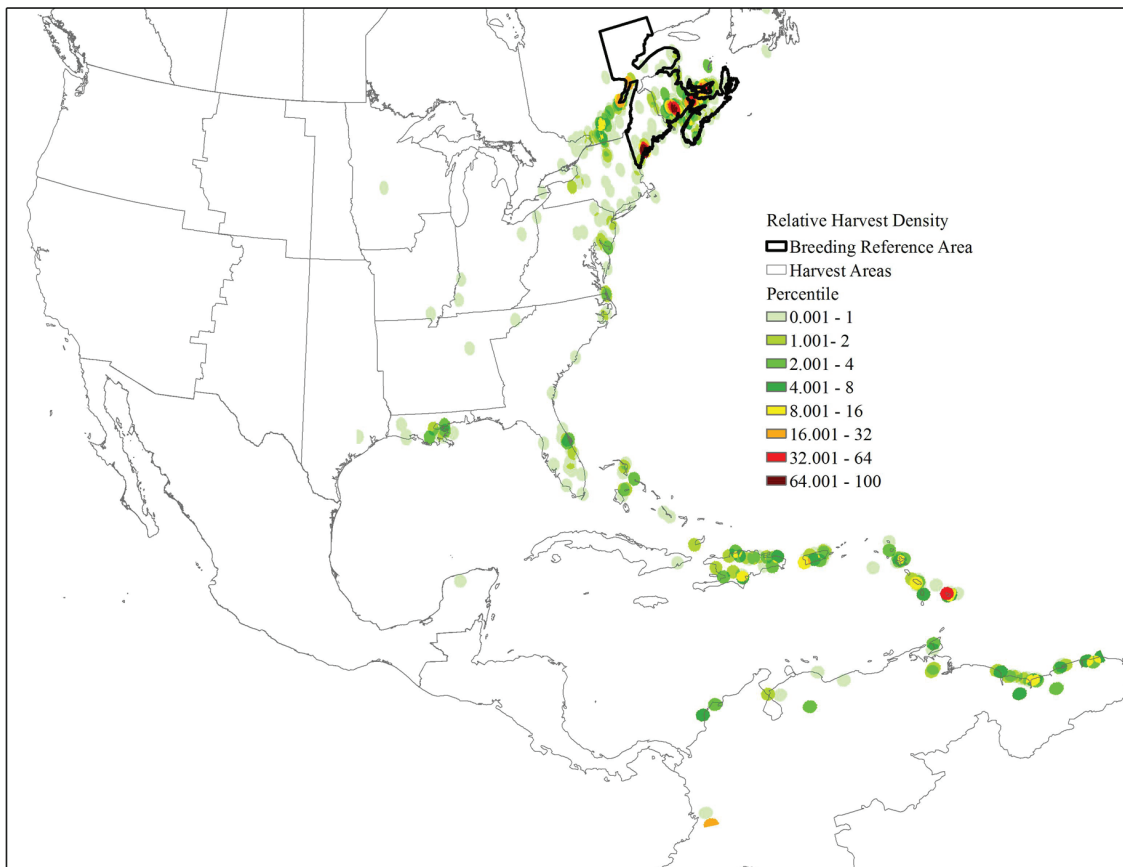 Relative Harvest Density
Breeding Reference Area
Harvest Areas
Percentile
0.001 - 1
1.001- 2
2.001 - 4
4.001 - 8
8.001 - 16
16.001 - 32
32.001 - 64
64.001 - 100